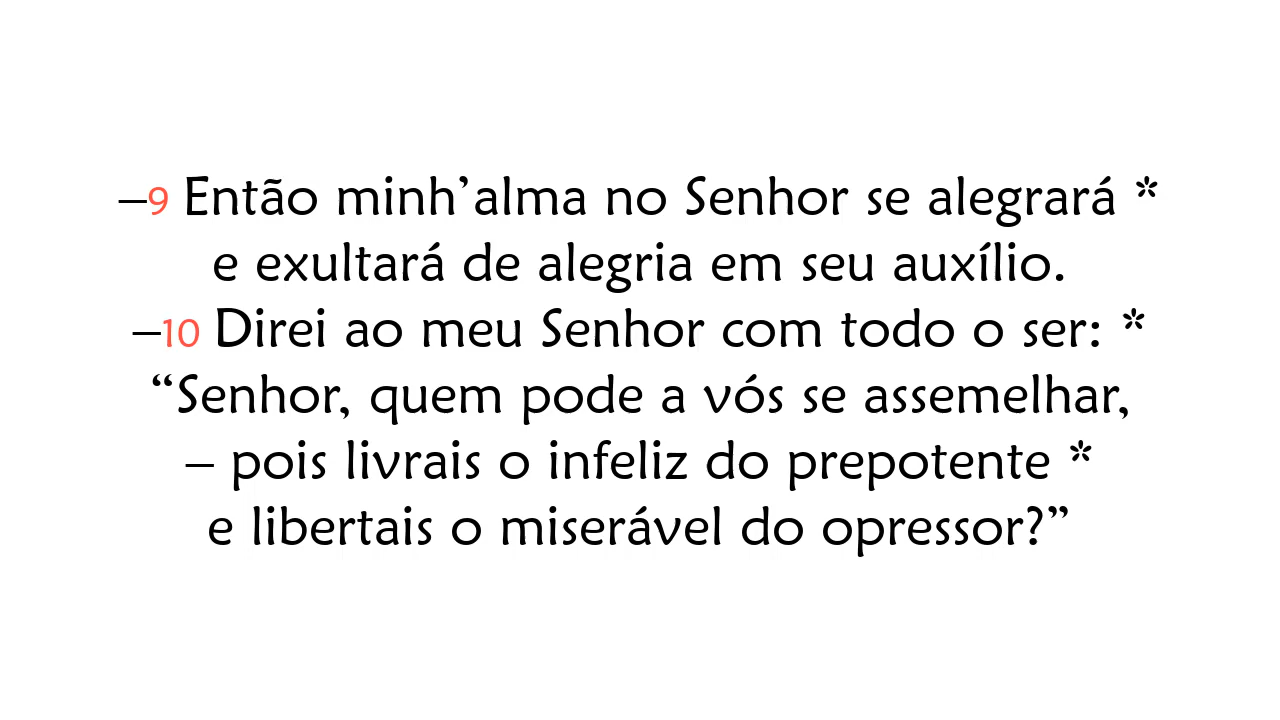 –9 Então minh’alma no Senhor se alegrará *
e exultará de alegria em seu auxílio.
–10 Direi ao meu Senhor com todo o ser: *
“Senhor, quem pode a vós se assemelhar,
– pois livrais o infeliz do prepotente *
e libertais o miserável do opressor?”